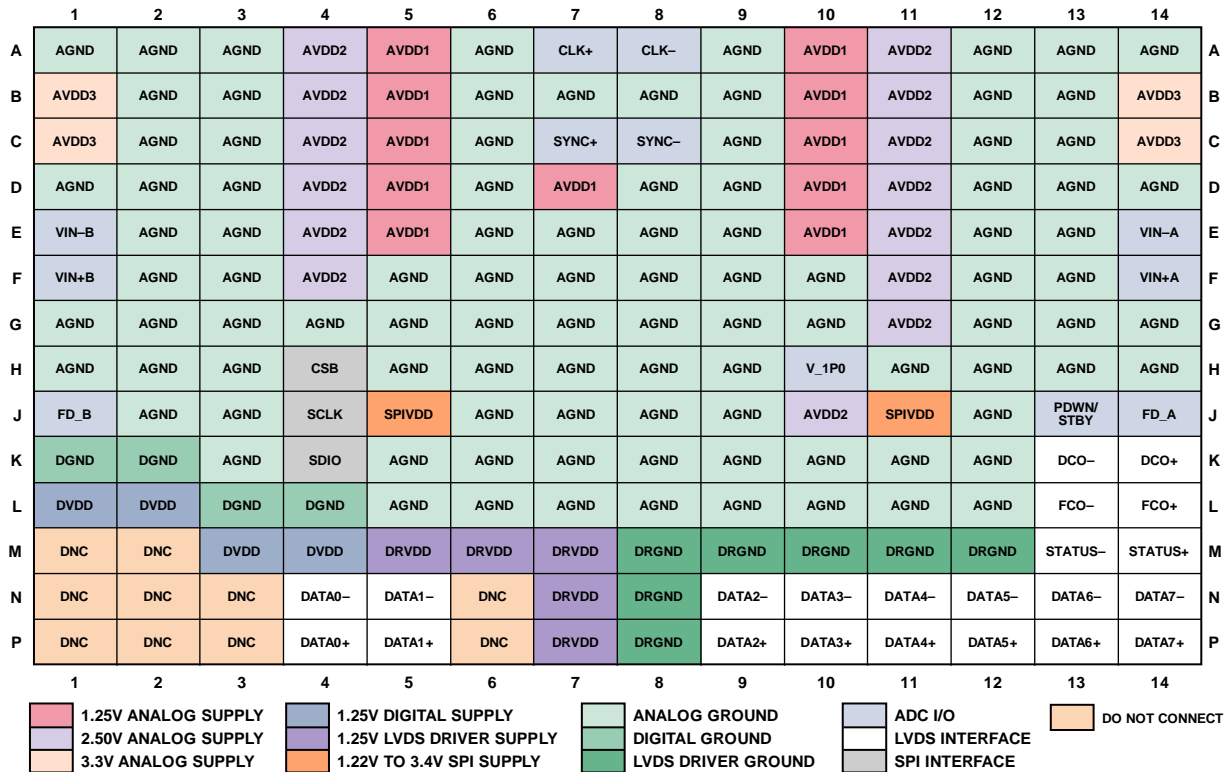 1 2 3 4 5 6 7 8 9 10 11 12 13 14
A AGND AGND AGND AVDD2 AVDD1 AGND CLK+ CLK– AGND AVDD1 AVDD2 AGND AGND AGND A
B AVDD3 AGND AGND AVDD2 AVDD1 AGND AGND AGND AGND AVDD1 AVDD2 AGND AGND AVDD3 B
C AVDD3 AGND AGND AVDD2 AVDD1 AGND SYNC+ SYNC– AGND AVDD1 AVDD2 AGND AGND AVDD3 C
D AGND AGND AGND AVDD2 AVDD1 AGND AVDD1 AGND AGND AVDD1 AVDD2 AGND AGND AGND D
E VIN–B AGND AGND AVDD2 AVDD1 AGND AGND AGND AGND AVDD1 AVDD2 AGND AGND VIN–A E
F VIN+B AGND AGND AVDD2 AGND AGND AGND AGND AGND AGND AVDD2 AGND AGND VIN+A F
G AGND AGND AGND AGND AGND AGND AGND AGND AGND AGND AVDD2 AGND AGND AGND G
H AGND AGND AGND CSB AGND AGND AGND AGND AGND V_1P0 AGND AGND AGND AGND H
J FD_B AGND AGND SCLK SPIVDD AGND AGND AGND AGND AVDD2 SPIVDD AGND PDWN/ FD_A J
STBY
K DGND DGND AGND SDIO AGND AGND AGND AGND AGND AGND AGND AGND DCO– DCO+ K
L DVDD DVDD DGND DGND AGND AGND AGND AGND AGND AGND AGND AGND FCO– FCO+ L
M DNC DNC DVDD DVDD DRVDD DRVDD DRVDD DRGND DRGND DRGND DRGND DRGND STATUS– STATUS+ M
N DNC DNC DNC DATA0– DATA1– DNC DRVDD DRGND DATA2– DATA3– DATA4– DATA5– DATA6– DATA7– N
P DNC DNC DNC DATA0+ DATA1+ DNC DRVDD DRGND DATA2+ DATA3+ DATA4+ DATA5+ DATA6+ DATA7+ P
1 2 3 4 5 6 7 8 9 10 11 12 13 14
1.25V ANALOG SUPPLY 1.25V DIGITAL SUPPLY ANALOG GROUND ADC I/O DO NOT CONNECT
2.50V ANALOG SUPPLY 1.25V LVDS DRIVER SUPPLY DIGITAL GROUND LVDS INTERFACE
3.3V ANALOG SUPPLY 1.22V TO 3.4V SPI SUPPLY LVDS DRIVER GROUND SPI INTERFACE